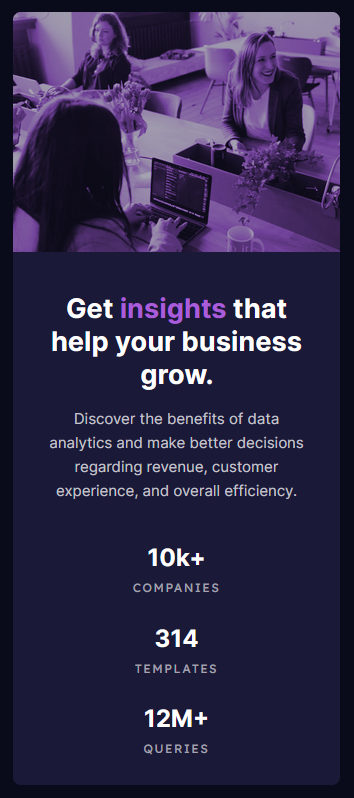 Get insights that
help your business
grow.
Discover the benefits of data
analytics and make better decisions
regarding revenue, customer
experience, and overall efficiency.
10k+
COMPANIES
314
TEMPLATES
12M+
QUERIES